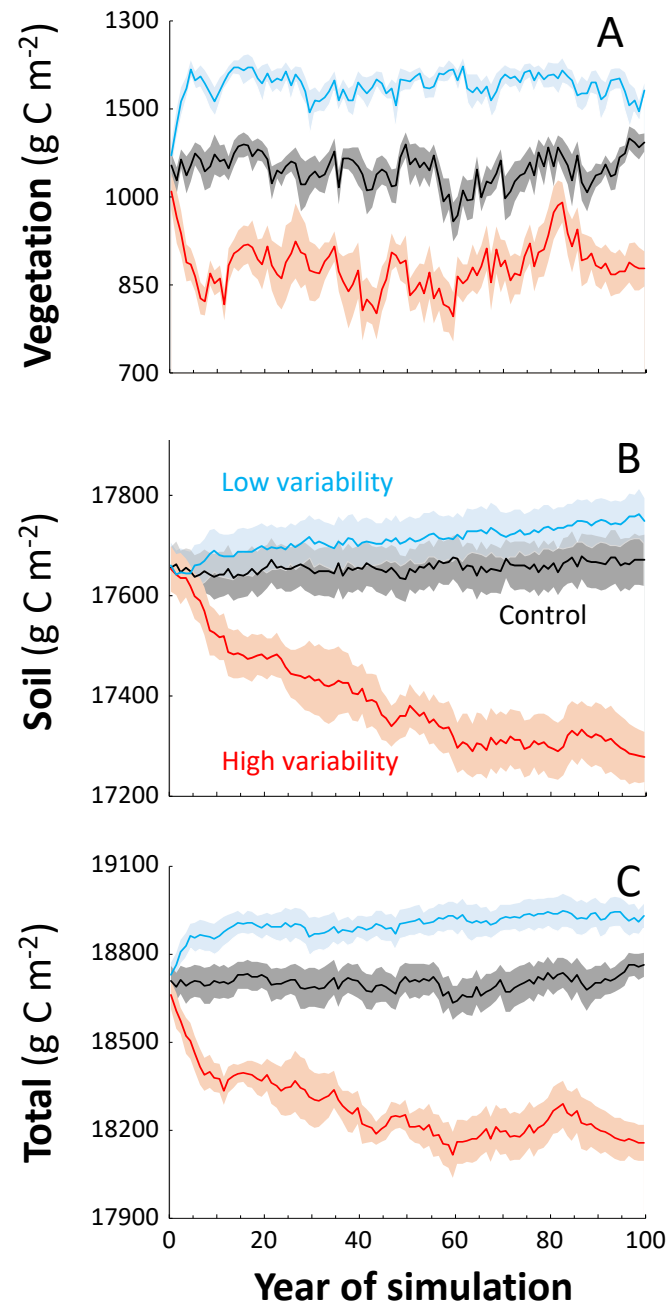 A
1300
1500
1000
850
700
Vegetation (g C m-2)
B
17800
17600
17400
17200
Low variability
Control
High variability
Soil (g C m-2)
C
19100
18800
18500
18200
17900
Total (g C m-2)
0 20 40 60 80 100
Year of simulation